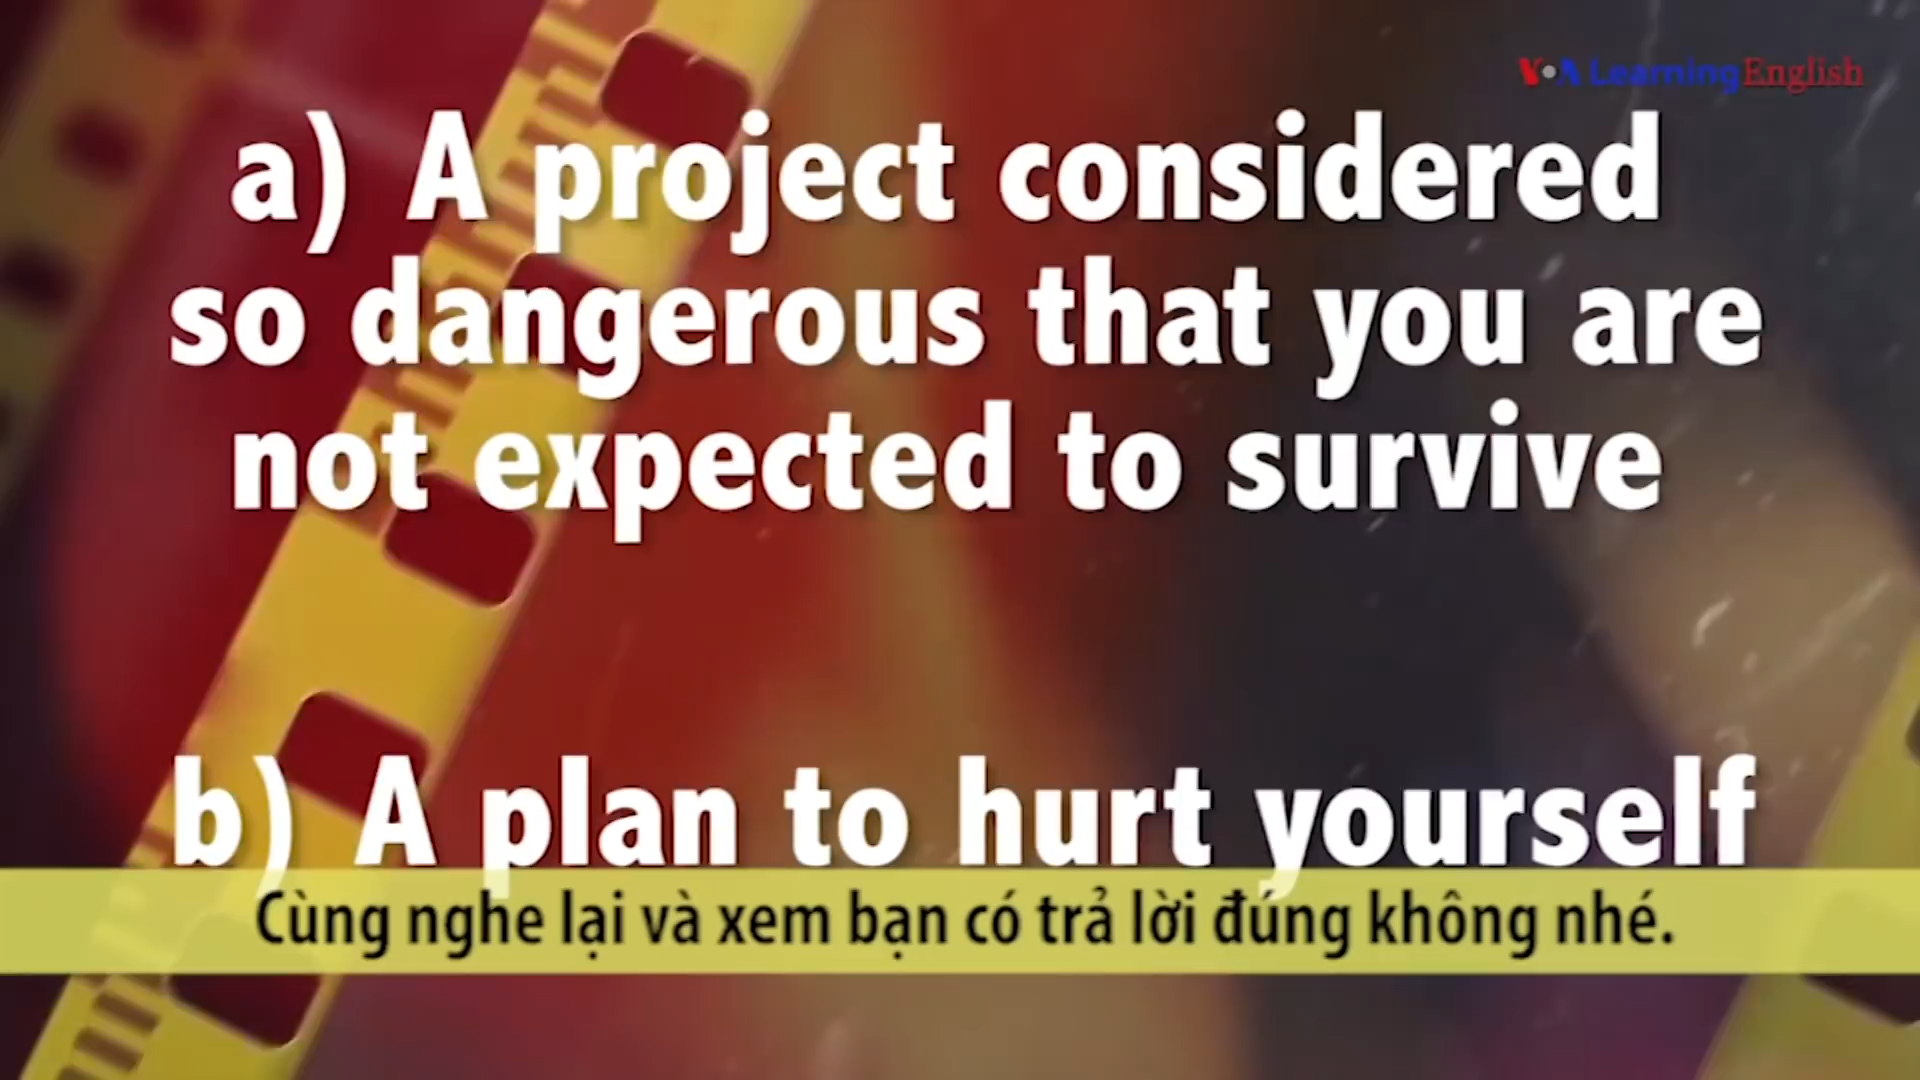 VOA Learning English
a) A project considered
so dangerous that you are
not expected to survive
b) A plan to hurt yourself
Cùng nghe lại và xem bạn có trả lời đúng không nhé.